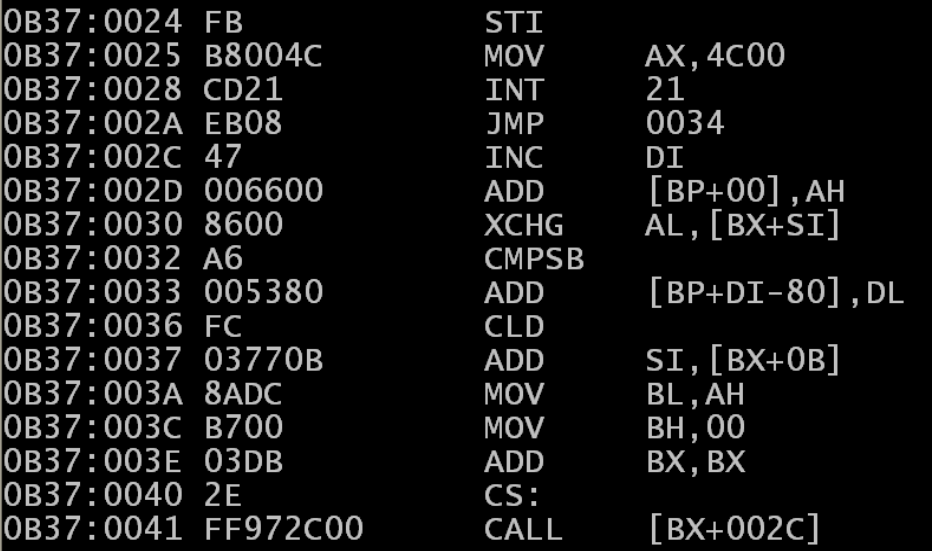 0B37:0024 FB STI
0B37:0025 B8004C MOV AX,4C00
0B37:0028 CD21 INT 21
0B37:002A EB08 JMP 0034
0B37:002C 47 INC DI
0B37:002D 006600 ADD [BP+00],AH
0B37:0030 8600 XCHG AL,[BX+SI]
0B37:0032 A6 CMPSB
0B37:0033 005380 ADD [BP+DI-80],DL
0B37:0036 FC CLD
0B37:0037 03770B ADD SI,[BX+0B]
0B37:003A 8ADC MOV BL,AH
0B37:003C B700 MOV BH,00
0B37:003E 03DB ADD BX,BX
0B37:0040 2E CS:
0B37:0041 FF972C00 CALL [BX+002C]